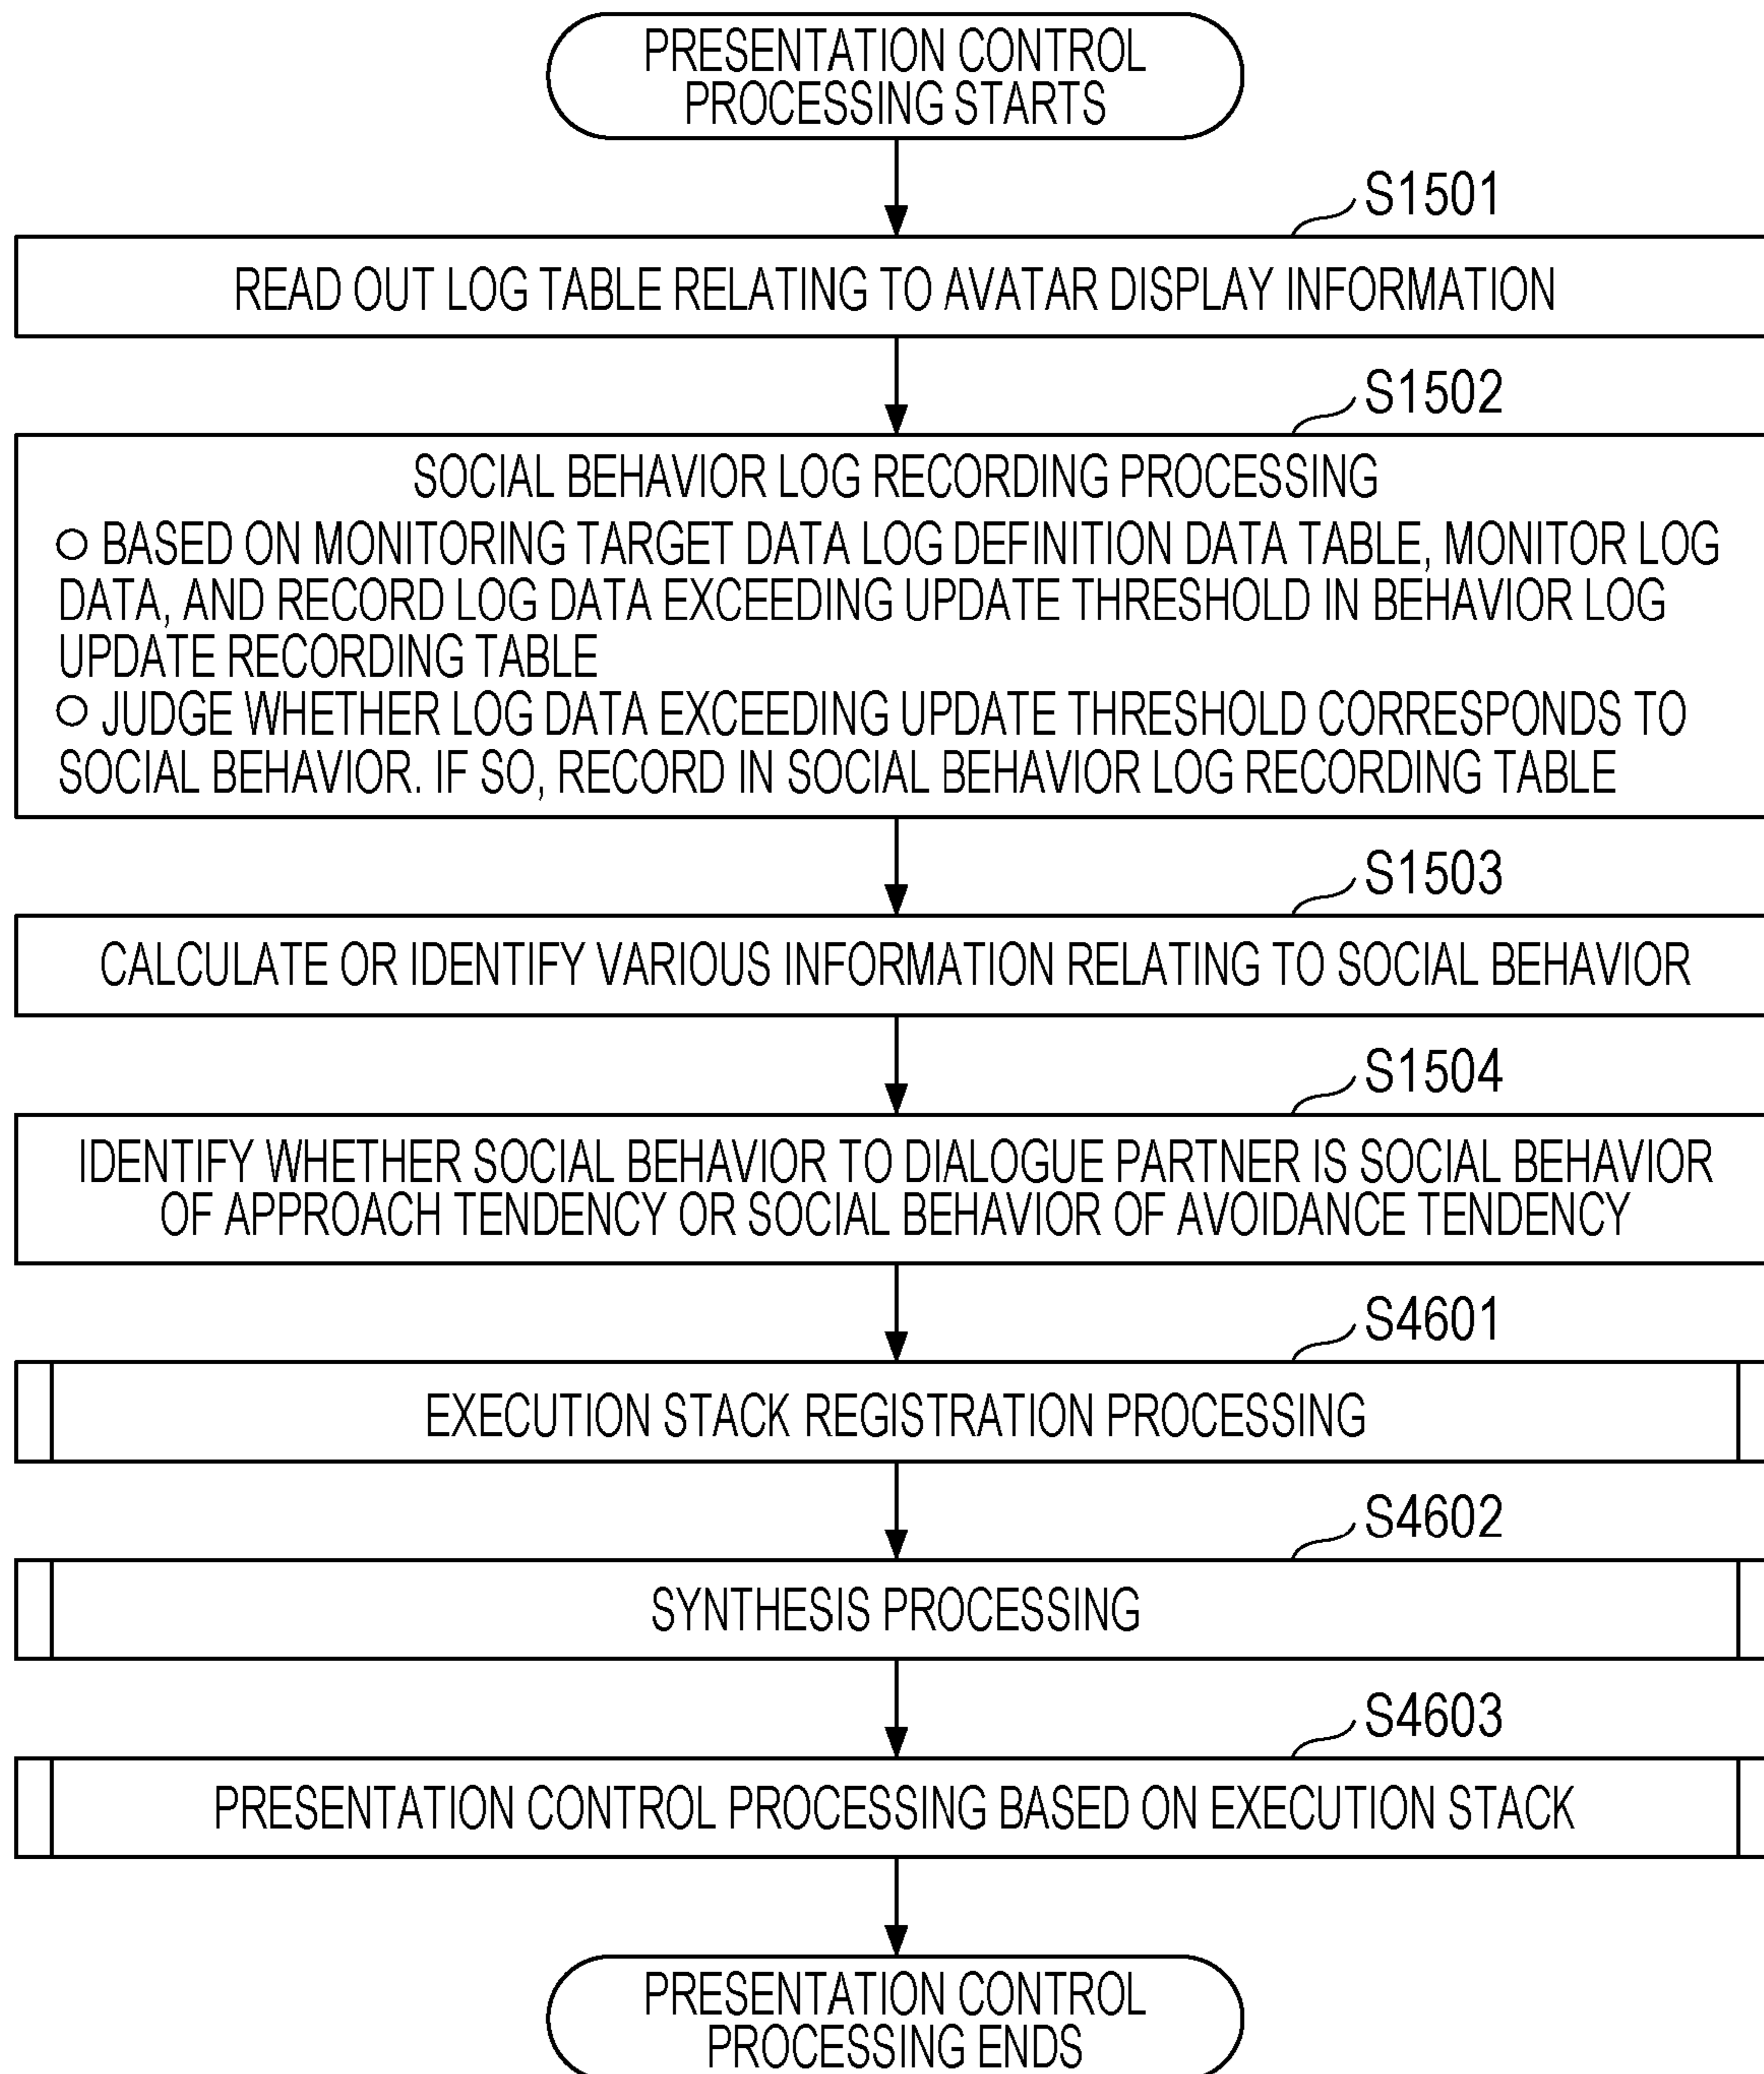 PRESENTATION CONTROL
PROCESSING STARTS
S1501
READ OUT LOG TABLE RELATING TO AVATAR DISPLAY INFORMATION
S1502
SOCIAL BEHAVIOR LOG RECORDING PROCESSING
○ BASED ON MONITORING TARGET DATA LOG DEFINITION DATA TABLE, MONITOR LOG
DATA, AND RECORD LOG DATA EXCEEDING UPDATE THRESHOLD IN BEHAVIOR LOG
UPDATE RECORDING TABLE
○ JUDGE WHETHER LOG DATA EXCEEDING UPDATE THRESHOLD CORRESPONDS TO
SOCIAL BEHAVIOR. IF SO, RECORD IN SOCIAL BEHAVIOR LOG RECORDING TABLE
S1503
CALCULATE OR IDENTIFY VARIOUS INFORMATION RELATING TO SOCIAL BEHAVIOR
S1504
IDENTIFY WHETHER SOCIAL BEHAVIOR TO DIALOGUE PARTNER IS SOCIAL BEHAVIOR
OF APPROACH TENDENCY OR SOCIAL BEHAVIOR OF AVOIDANCE TENDENCY
S4601
EXECUTION STACK REGISTRATION PROCESSING
S4602
SYNTHESIS PROCESSING
S4603
PRESENTATION CONTROL PROCESSING BASED ON EXECUTION STACK
PRESENTATION CONTROL
PROCESSING ENDS